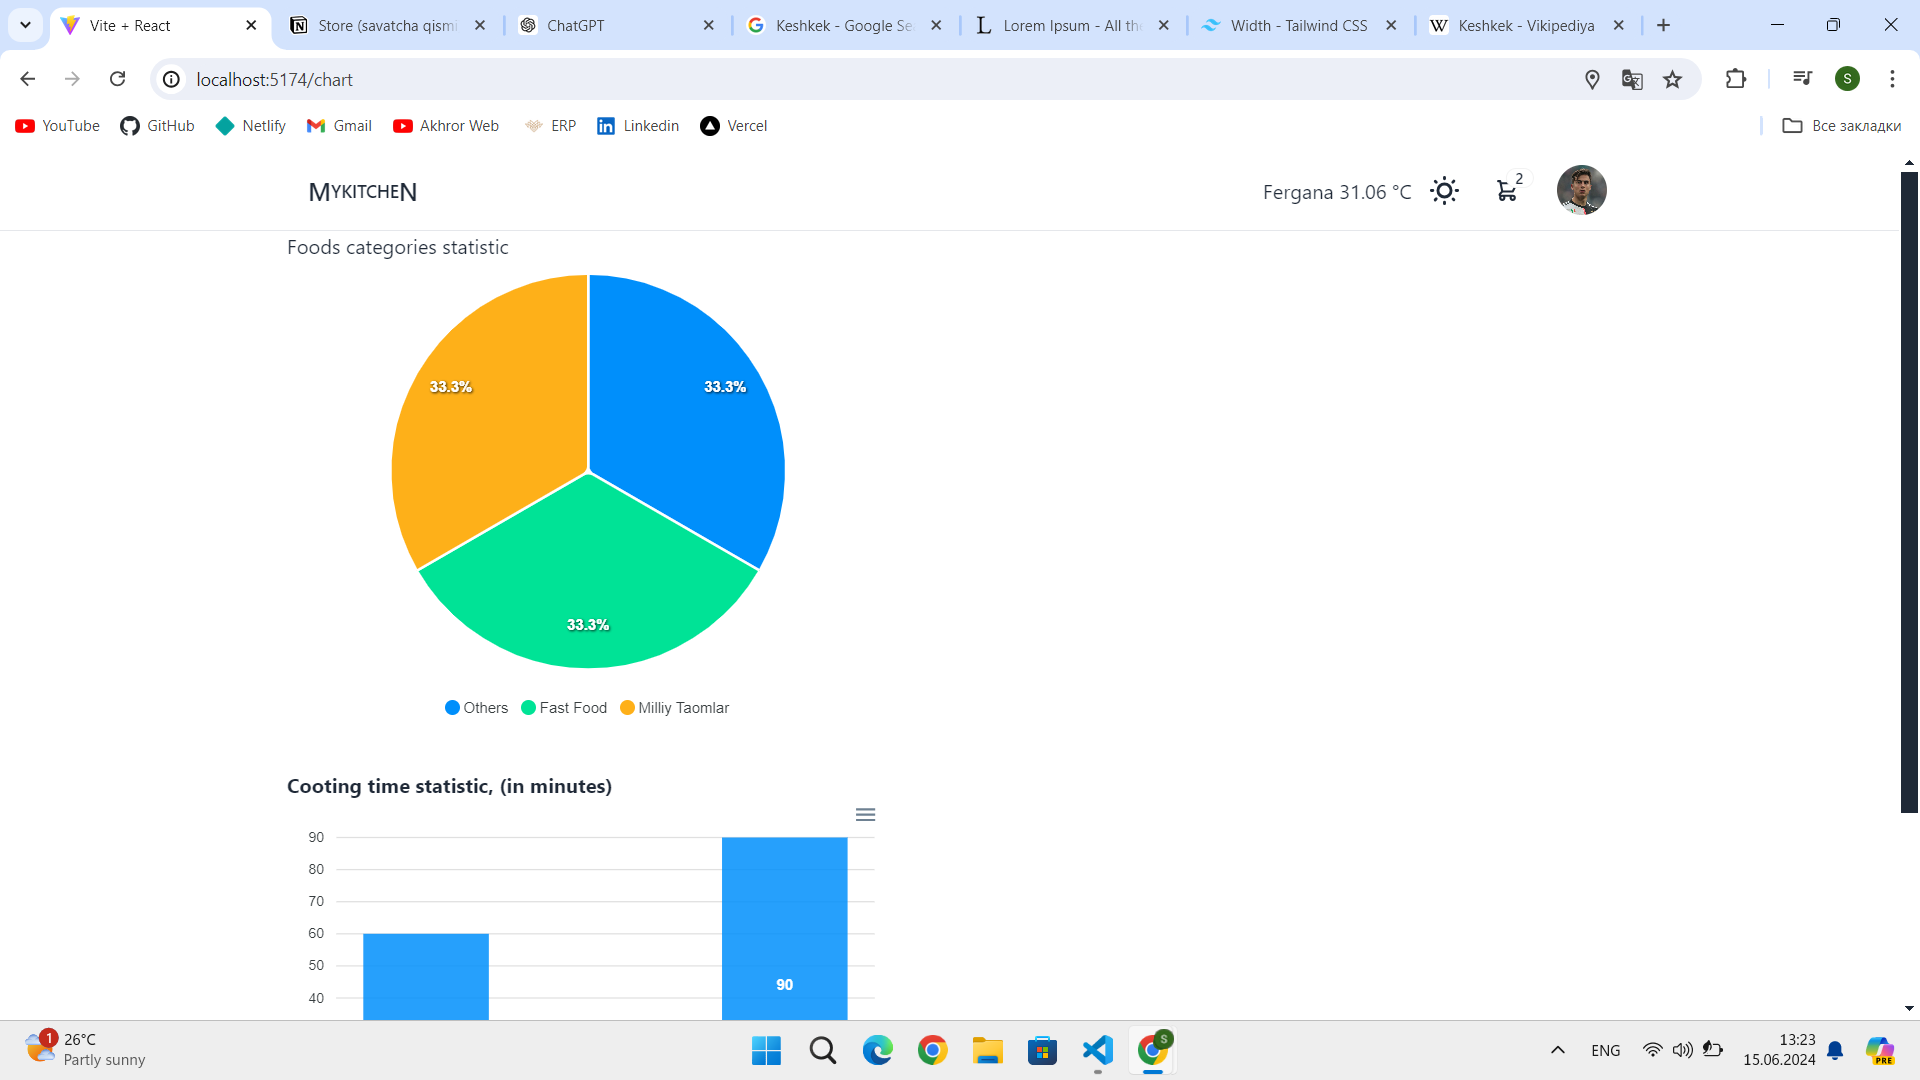 Vite + React
Store (savatcha qismi
ChatGPT
Keshkek - Google Se
Lorem Ipsum - All the
Width - Tailwind CSS
Keshkek - Vikipediya
localhost:5174/chart
YouTube
GitHub
Netlify
Gmail
Akhror Web
ERP
Linkedin
Vercel
Все закладки
MYKITCHEN
Fergana 31.06 °C
2
Foods categories statistic
33.3%
33.3%
33.3%
Others
Fast Food
Milliy Taomlar
Cooting time statistic, (in minutes)
90
80
70
60
50
40
90
1
26°C
Partly sunny
S
S
ENG
13:23
15.06.2024
PRE